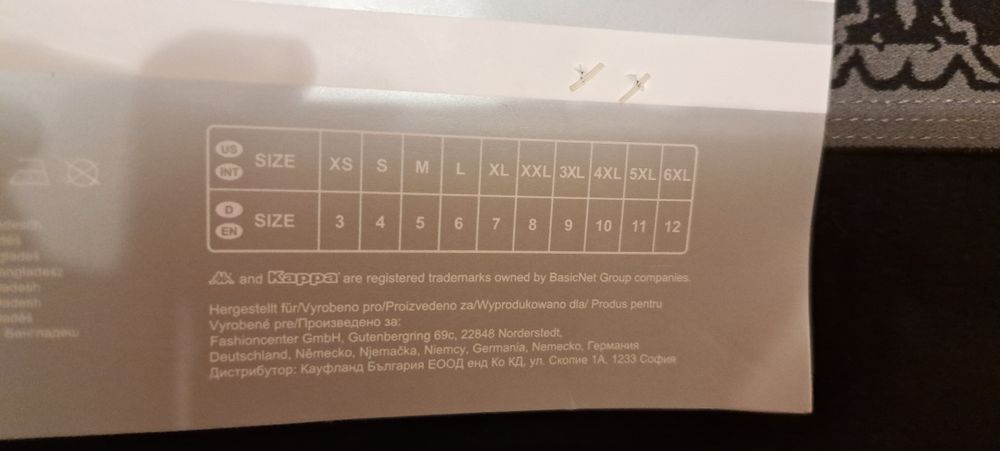 US INT SIZE XS S M L XL XXL 3XL 4XL 5XL 6XL
D EN SIZE 3 4 5 6 7 8 9 10 11 12
and Kappa are registered trademarks owned by BasicNet Group companies.
Hergestellt für/Vyrobeno pro/Proizvedeno za/Wyprodukowano dla/ Produs pentru
Vyrobené pre/Произведено за:
Fashioncenter GmbH, Gutenbergring 69c, 22848 Norderstedt,
Deutschland, Německo, Njemačka, Niemcy, Germania, Nemecko, Германия
Дистрибутор: Кауфланд България ЕООД енд Ко КД, ул. Скопие 1А, 1233 София